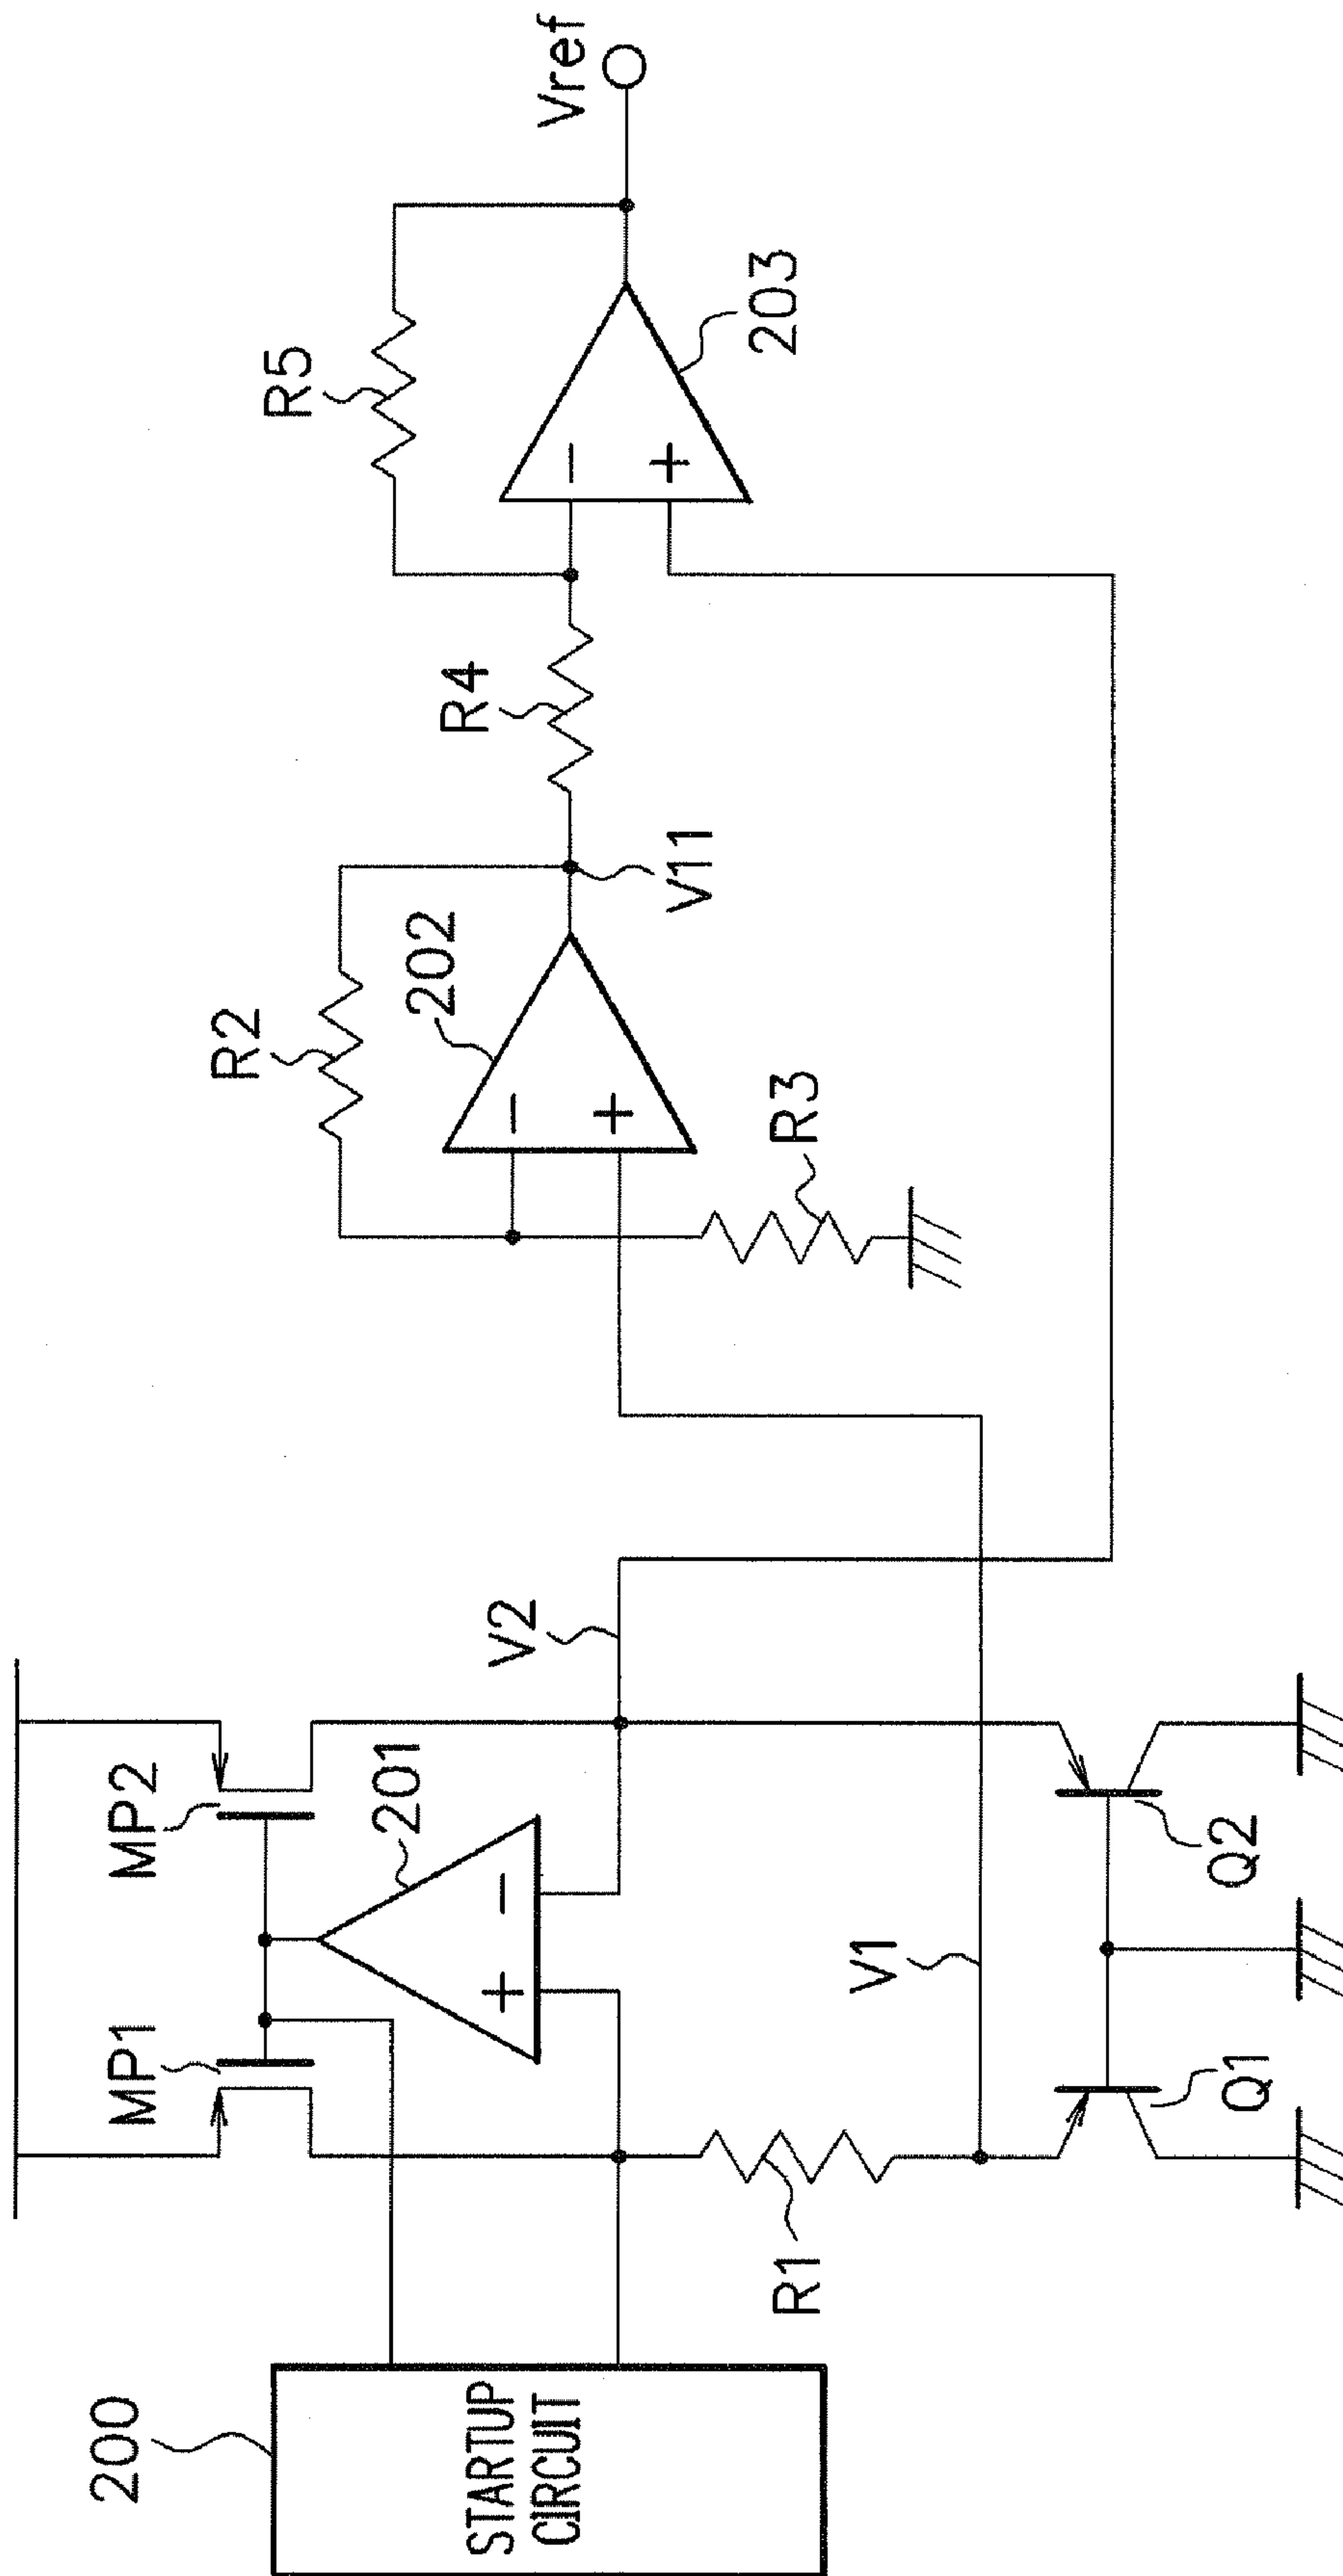 200
STARTUP
CIRCUIT
MP1
MP2
201
+
−
R1
V1
V2
Q1
Q2
R2
202
−
+
R3
V11
R4
R5
−
+
203
Vref